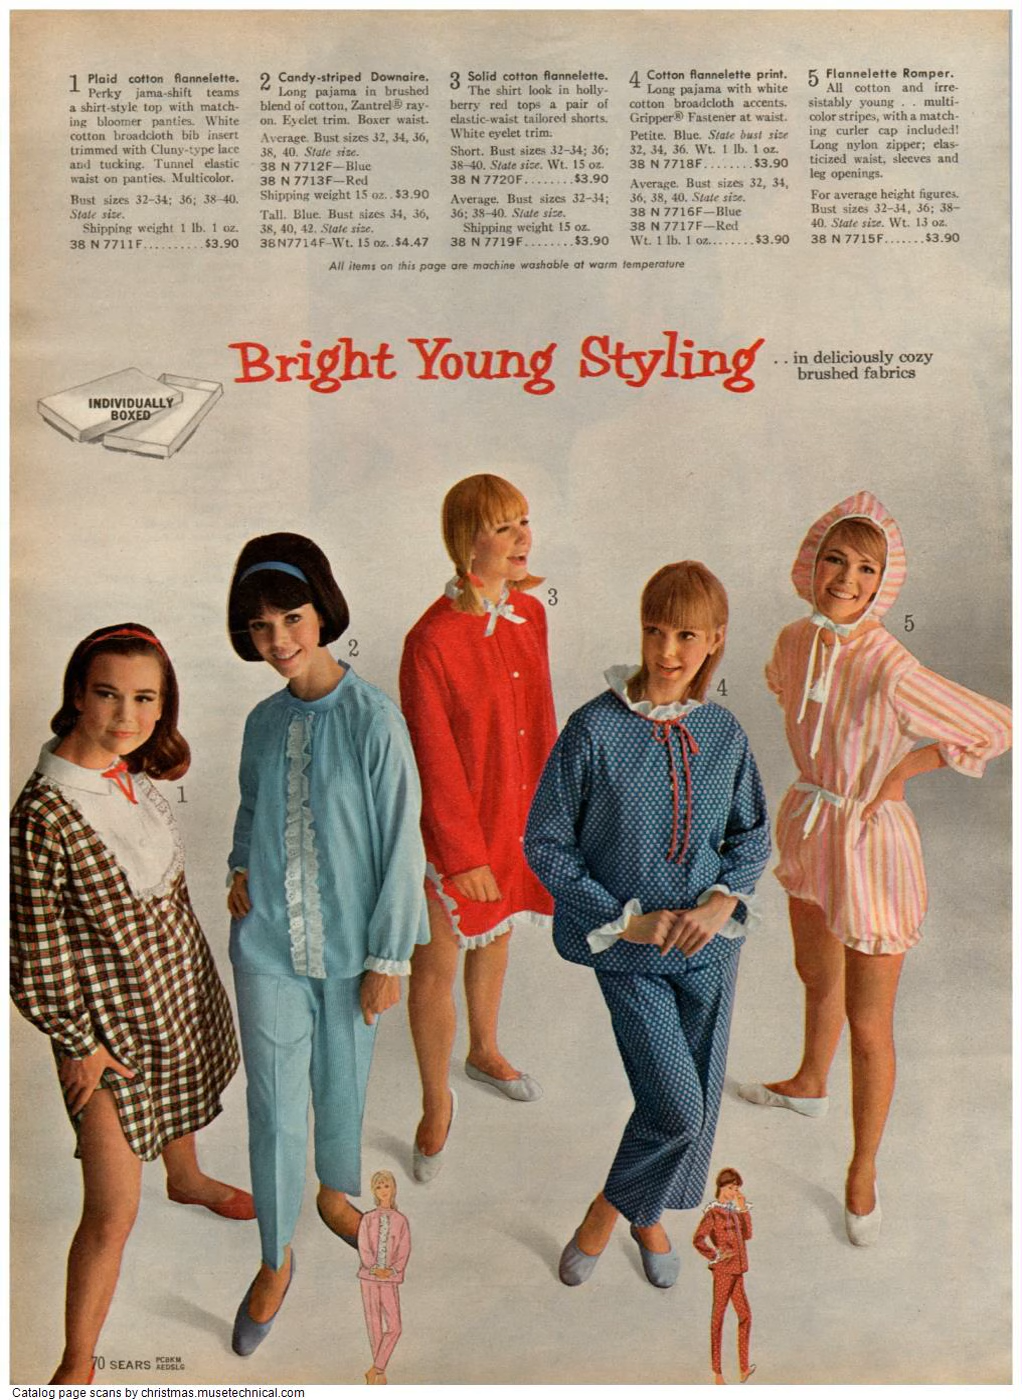 1 Plaid cotton flannelette.
Perky jama-shift teams
a shirt-style top with match-
ing bloomer panties. White
cotton broadcloth bib insert
trimmed with Cluny-type lace
and tucking. Tunnel elastic
waist on panties. Multicolor.
Bust sizes 32–34; 36; 38–40.
State size.
Shipping weight 1 lb. 1 oz.
38 N 7711F..........$3.90
2 Candy-striped Downaire.
Long pajama in brushed
blend of cotton, Zantrel® ray-
on. Eyelet trim. Boxer waist.
Average. Bust sizes 32, 34, 36,
38, 40. State size.
38 N 7712F—Blue
38 N 7713F—Red
Shipping weight 15 oz..$3.90
Tall. Blue. Bust sizes 34, 36,
38, 40, 42. State size.
38N7714F–Wt. 15 oz..$4.47
3 Solid cotton flannelette.
The shirt look in holly-
berry red tops a pair of
elastic-waist tailored shorts.
White eyelet trim.
Short. Bust sizes 32–34; 36;
38–40. State size. Wt. 15 oz.
38 N 7720F........$3.90
Average. Bust sizes 32–34;
36; 38–40. State size.
Shipping weight 15 oz.
38 N 7719F........$3.90
4 Cotton flannelette print.
Long pajama with white
cotton broadcloth accents.
Gripper® Fastener at waist.
Petite. Blue. State bust size
32, 34, 36. Wt. 1 lb. 1 oz.
38 N 7718F........$3.90
Average. Bust sizes 32, 34,
36, 38, 40. State size.
38 N 7716F—Blue
38 N 7717F—Red
Wt. 1 lb. 1 oz.......$3.90
5 Flannelette Romper.
All cotton and irre-
sistably young . . multi-
color stripes, with a match-
ing curler cap included!
Long nylon zipper; elas-
ticized waist, sleeves and
leg openings.
For average height figures.
Bust sizes 32–34, 36; 38–
40. State size. Wt. 13 oz.
38 N 7715F.......$3.90
All items on this page are machine washable at warm temperature
Bright Young Styling . . in deliciously cozy
brushed fabrics
INDIVIDUALLY
BOXED
1
2
3
4
5
70 SEARS PCBKM
AEDSLG
Catalog page scans by christmas.musetechnical.com